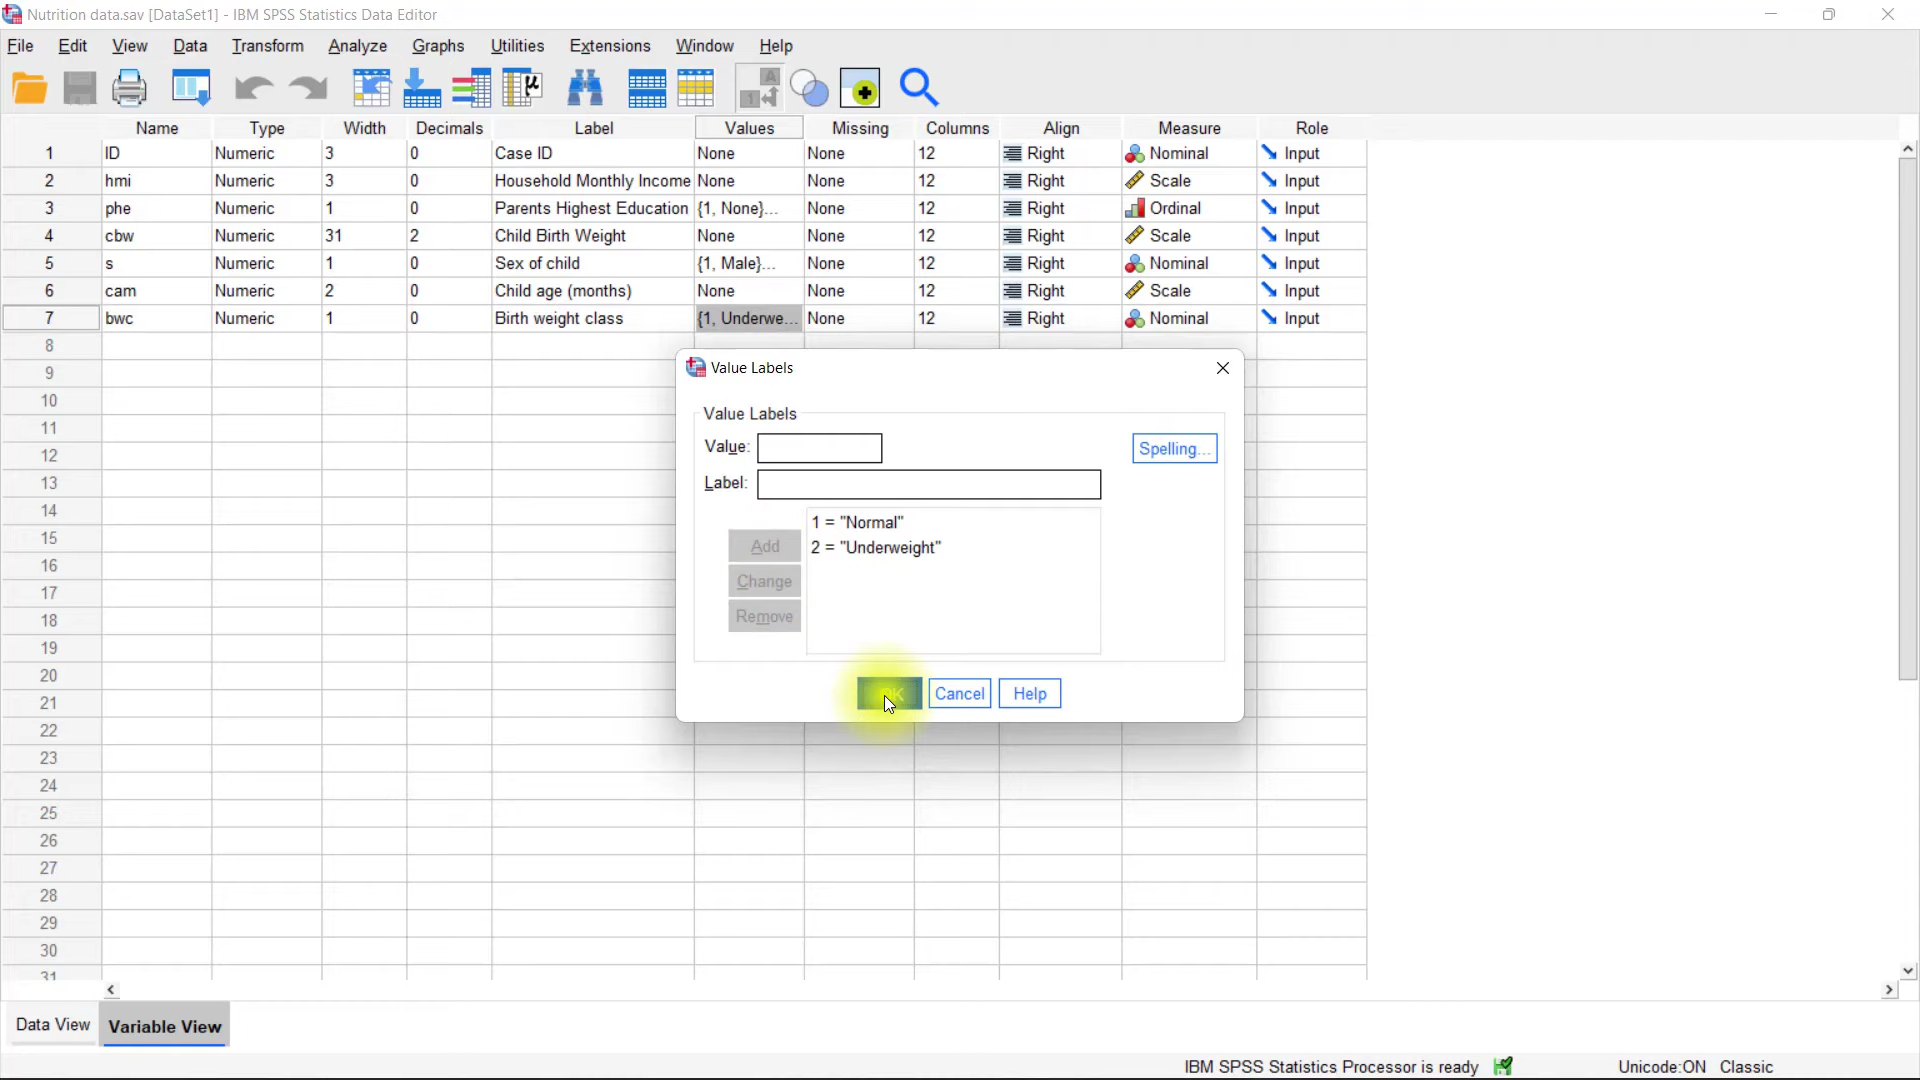 Nutrition data.sav [DataSet1] - IBM SPSS Statistics Data Editor
File Edit View Data Transform Analyze Graphs Utilities Extensions Window Help
Name Type Width Decimals Label Values Missing Columns Align Measure Role
1 ID Numeric 3 0 Case ID None None 12 Right Nominal Input
2 hmi Numeric 3 0 Household Monthly Income None None 12 Right Scale Input
3 phe Numeric 1 0 Parents Highest Education {1, None}... None 12 Right Ordinal Input
4 cbw Numeric 31 2 Child Birth Weight None None 12 Right Scale Input
5 s Numeric 1 0 Sex of child {1, Male}... None 12 Right Nominal Input
6 cam Numeric 2 0 Child age (months) None None 12 Right Scale Input
7 bwc Numeric 1 0 Birth weight class {1, Underwe... None 12 Right Nominal Input
8
9
Value Labels
10
Value Labels
11
Value: Spelling...
12
Label:
13
14
1 = "Normal"
15
Add 2 = "Underweight"
16
Change
17
Remove
18
19
20
21
OK Cancel Help
22
23
24
25
26
27
28
29
30
31
Data View Variable View
IBM SPSS Statistics Processor is ready Unicode:ON Classic